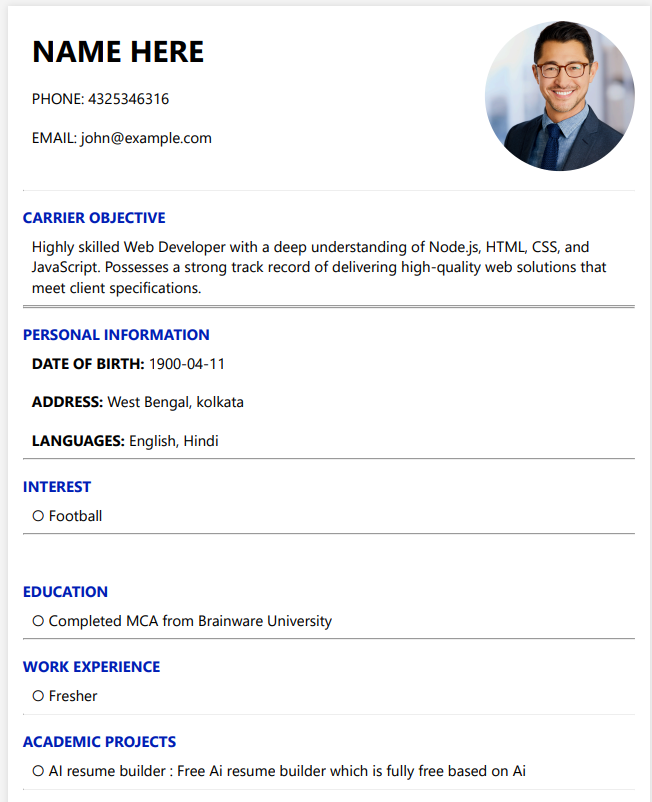 NAME HERE
PHONE: 4325346316
EMAIL: john@example.com
CARRIER OBJECTIVE
Highly skilled Web Developer with a deep understanding of Node.js, HTML, CSS, and
JavaScript. Possesses a strong track record of delivering high-quality web solutions that
meet client specifications.
PERSONAL INFORMATION
DATE OF BIRTH: 1900-04-11
ADDRESS: West Bengal, kolkata
LANGUAGES: English, Hindi
INTEREST
○ Football
EDUCATION
○ Completed MCA from Brainware University
WORK EXPERIENCE
○ Fresher
ACADEMIC PROJECTS
○ AI resume builder : Free Ai resume builder which is fully free based on Ai